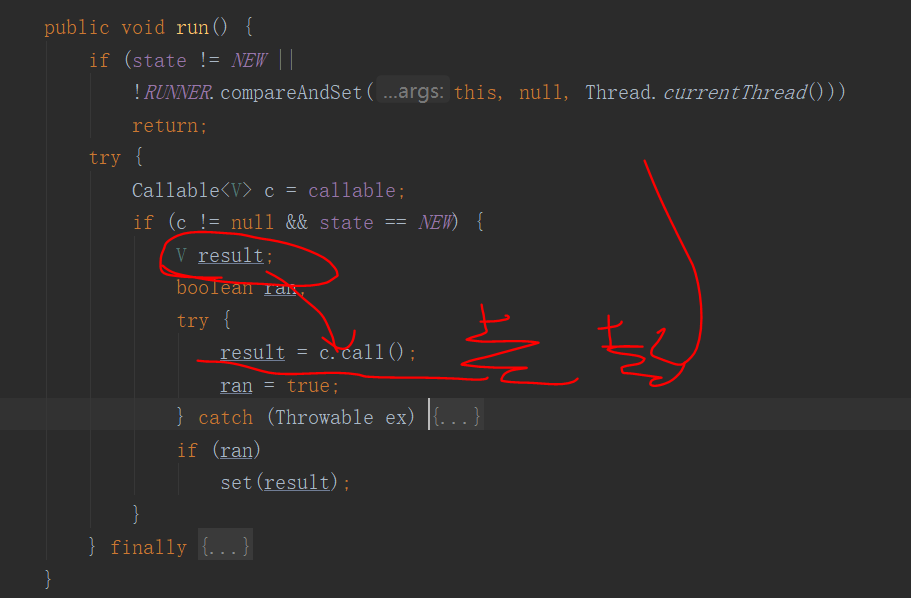 public void run() {
if (state != NEW ||
!RUNNER.compareAndSet( ...args: this, null, Thread.currentThread()))
return;
try {
Callable<V> c = callable;
if (c != null && state == NEW) {
V result;
boolean ran;
try {
result = c.call();
ran = true;
} catch (Throwable ex) {...}
if (ran)
set(result);
}
} finally {...}
}